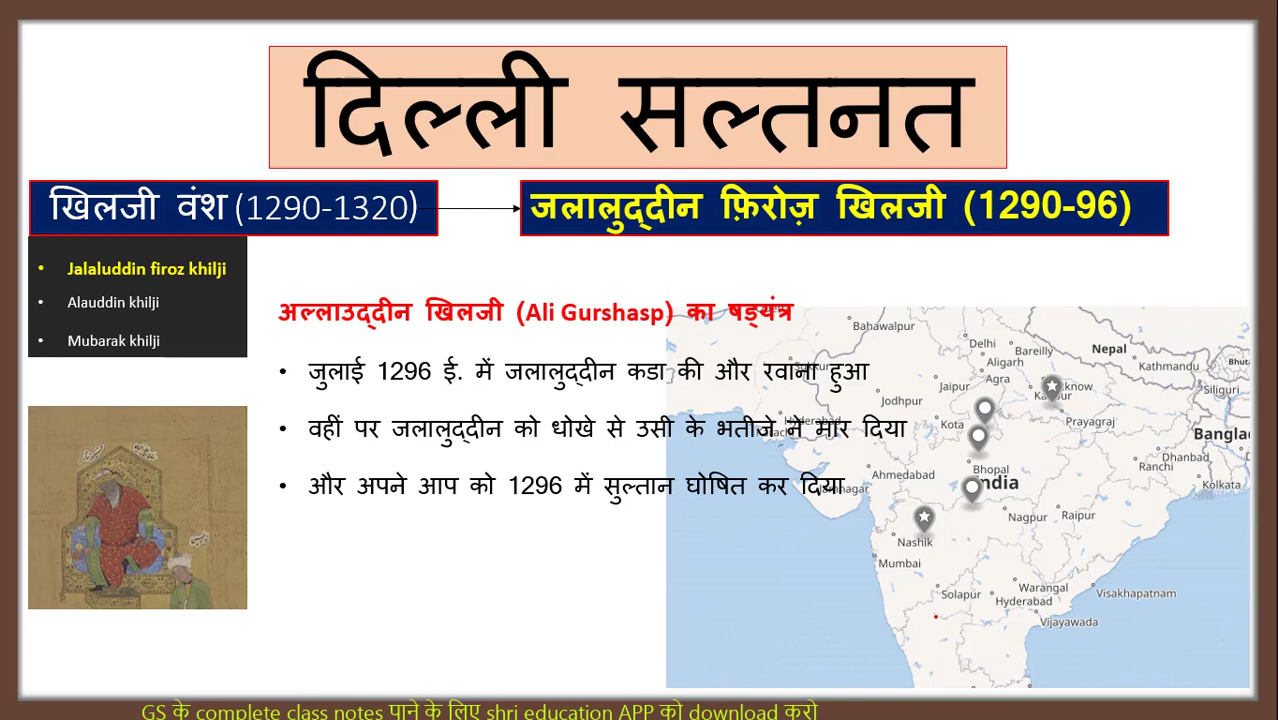 दिल्ली सल्तनत
खिलजी वंश (1290-1320)
जलालुद्दीन फ़िरोज़ खिलजी (1290-96)
• Jalaluddin firoz khilji
• Alauddin khilji
• Mubarak khilji
अल्लाउद्दीन खिलजी (Ali Gurshasp) का षड्यंत्र
• जुलाई 1296 ई. में जलालुद्दीन कडा की और रवाना हुआ
• वहीं पर जलालुद्दीन को धोखे से उसी के भतीजे ने मार दिया
• और अपने आप को 1296 में सुल्तान घोषित कर दिया
Bahawalpur
Delhi
Bareilly
Nepal
Aligarh
Kathmandu
Jaipur
Agra
Siliguri
Jodhpur
Kota
Prayagraj
Hyderabad
Dhanbad
Ranchi
Ahmedabad
Bhopal
India
Kolkata
Nagpur
Raipur
Nashik
Mumbai
Solapur
Warangal
Hyderabad
Visakhapatnam
Vijayawada
GS के complete class notes पाने के लिए shri education APP को download करो